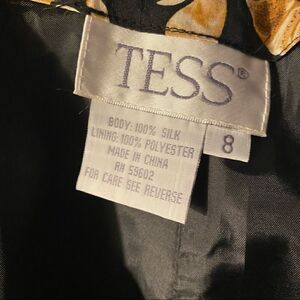 TESS®
BODY: 100% SILK
LINING: 100% POLYESTER
MADE IN CHINA
RN 59602
FOR CARE SEE REVERSE
8